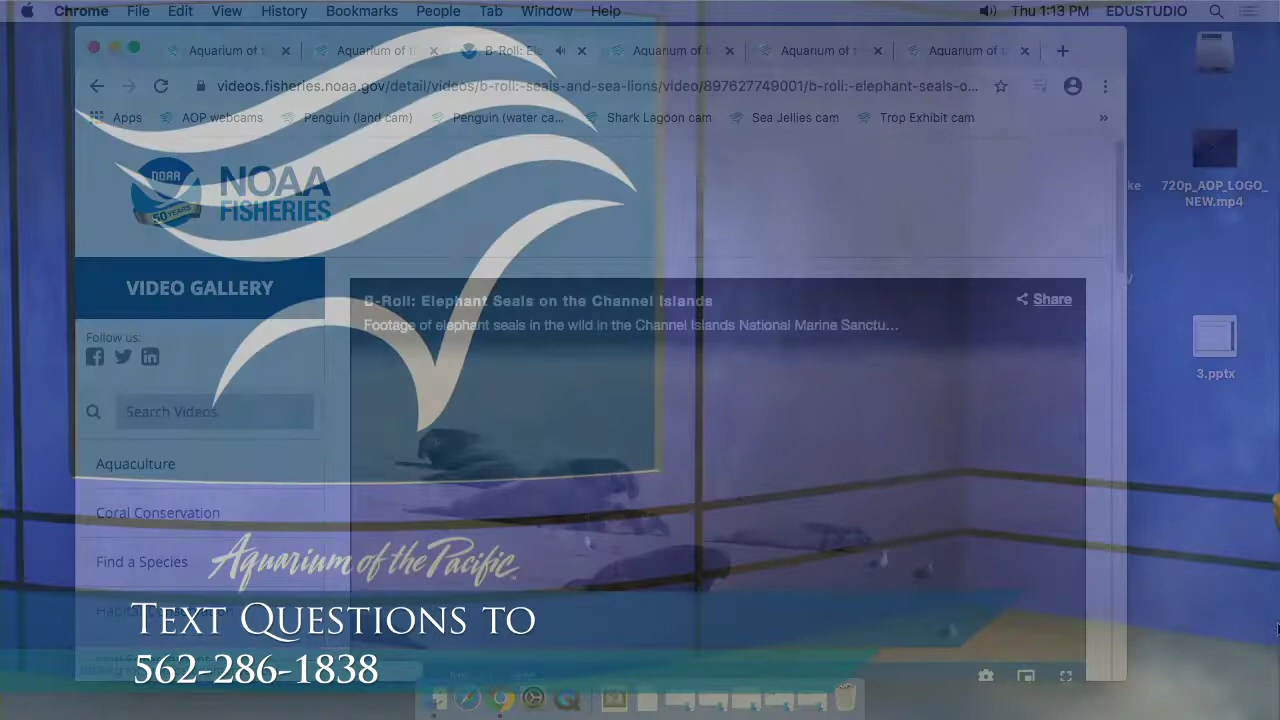 Chrome File Edit View History Bookmarks People Tab Window Help Thu 1:13 PM EDUSTUDIO
Aquarium of Aquarium of B-Roll: Ele Aquarium of Aquarium of Aquarium of
videos.fisheries.noaa.gov/detail/videos/b-roll:-seals-and-sea-lions/video/897627749001/b-roll:-elephant-seals-o...
Apps AOP webcams Penguin (land cam) Penguin (water ca... Shark Lagoon cam Sea Jellies cam Trop Exhibit cam »
NOAA
50 YEARS
NOAA
FISHERIES
720p_AOP_LOGO_
NEW.mp4
VIDEO GALLERY
B-Roll: Elephant Seals on the Channel Islands
Share
Footage of elephant seals in the wild in the Channel Islands National Marine Sanctu...
Follow us:
3.pptx
Search Videos
Aquaculture
Coral Conservation
Find a Species
Aquarium of the Pacific
TEXT QUESTIONS TO
562-286-1838